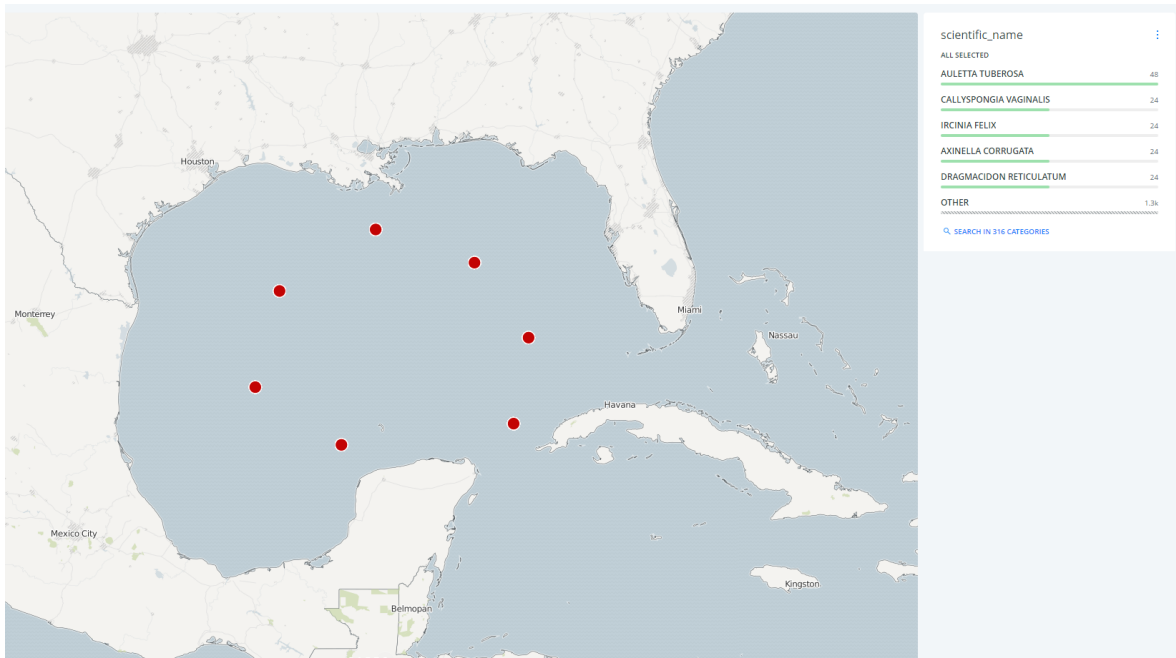 scientific_name
ALL SELECTED
AULETTA TUBEROSA 48
CALLYSPONGIA VAGINALIS 24
IRCINIA FELIX 24
AXINELLA CORRUGATA 24
DRAGMACIDON RETICULATUM 24
OTHER 1.3k
SEARCH IN 316 CATEGORIES
Houston
Monterrey
Miami
Nassau
Havana
Mexico City
Kingston
Belmopan